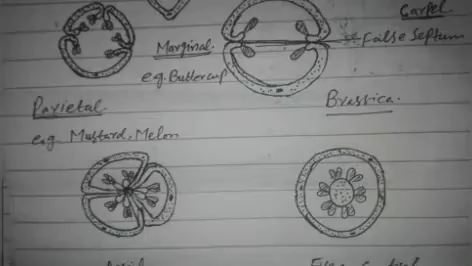 Carpel
False Septum
Marginal.
e.g. Buttercup
Parietal.
e.g. Mustard, Melon
Brassica.